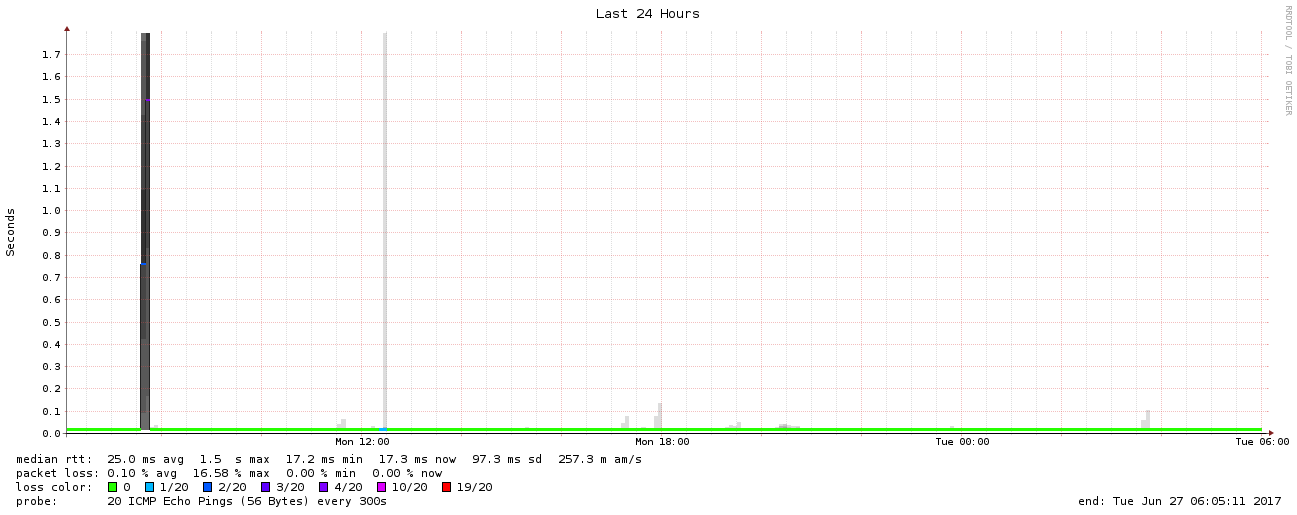 Last 24 Hours
RRDTOOL / TOBI OETIKER
Seconds
1.7
1.6
1.5
1.4
1.3
1.2
1.1
1.0
0.9
0.8
0.7
0.6
0.5
0.4
0.3
0.2
0.1
0.0
Mon 12:00 Mon 18:00 Tue 00:00 Tue 06:00
median rtt: 25.0 ms avg 1.5 s max 17.2 ms min 17.3 ms now 97.3 ms sd 257.3 m am/s
packet loss: 0.10 % avg 16.58 % max 0.00 % min 0.00 % now
loss color: 0 1/20 2/20 3/20 4/20 10/20 19/20
probe: 20 ICMP Echo Pings (56 Bytes) every 300s end: Tue Jun 27 06:05:11 2017